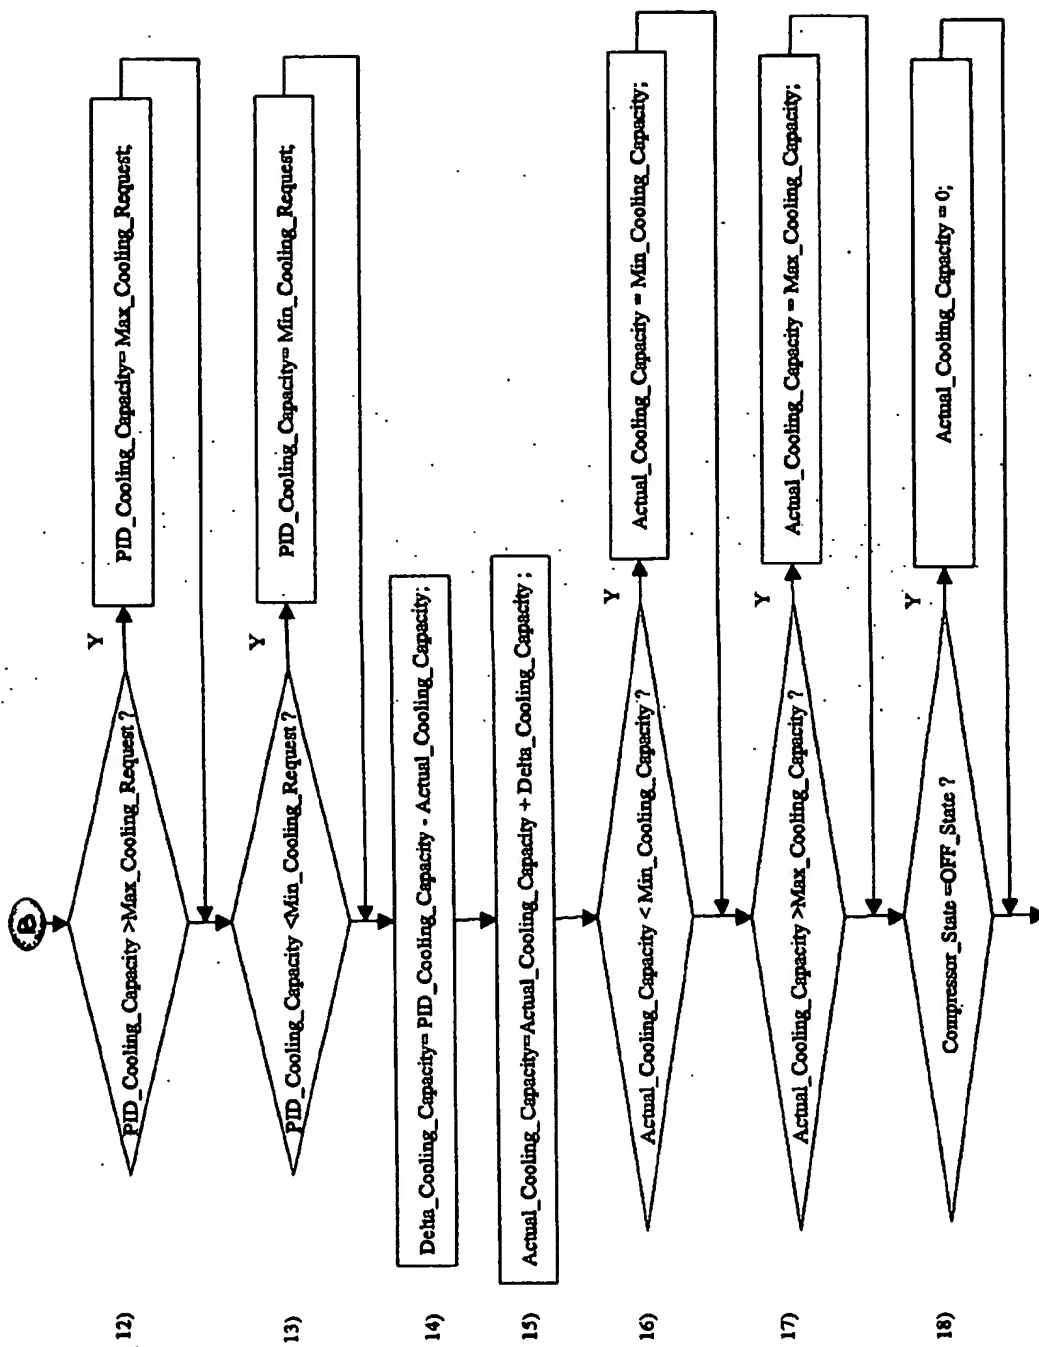 B
12)
PID_Cooling_Capacity >Max_Cooling_Request ?
Y
PID_Cooling_Capacity= Max_Cooling_Request;
13)
PID_Cooling_Capacity <Min_Cooling_Request ?
Y
PID_Cooling_Capacity= Min_Cooling_Request;
14)
Delta_Cooling_Capacity= PID_Cooling_Capacity - Actual_Cooling_Capacity;
15)
Actual_Cooling_Capacity=Actual_Cooling_Capacity + Delta_Cooling_Capacity ;
16)
Actual_Cooling_Capacity < Min_Cooling_Capacity ?
Y
Actual_Cooling_Capacity = Min_Cooling_Capacity;
17)
Actual_Cooling_Capacity >Max_Cooling_Capacity ?
Y
Actual_Cooling_Capacity = Max_Cooling_Capacity;
18)
Compressor_State =OFF_State ?
Y
Actual_Cooling_Capacity = 0;